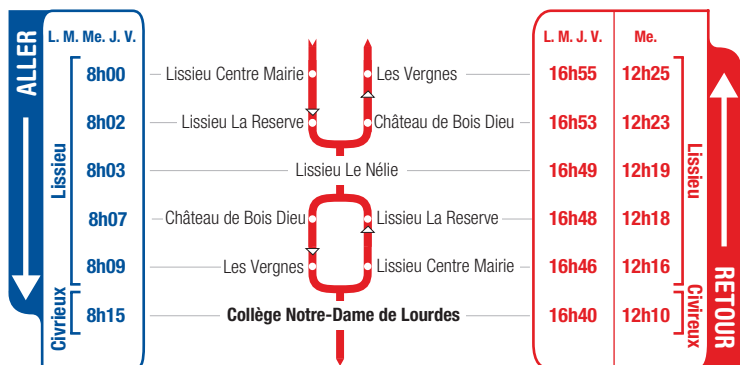 ALLER
L. M. Me. J. V.
L. M. J. V. Me.
RETOUR
8h00 Lissieu Centre Mairie Les Vergnes 16h55 12h25
8h02 Lissieu La Reserve Château de Bois Dieu 16h53 12h23
Lissieu 8h03 Lissieu Le Nélie 16h49 12h19 Lissieu
8h07 Château de Bois Dieu Lissieu La Reserve 16h48 12h18
8h09 Les Vergnes Lissieu Centre Mairie 16h46 12h16
Civrieux 8h15 Collège Notre-Dame de Lourdes 16h40 12h10 Civireux